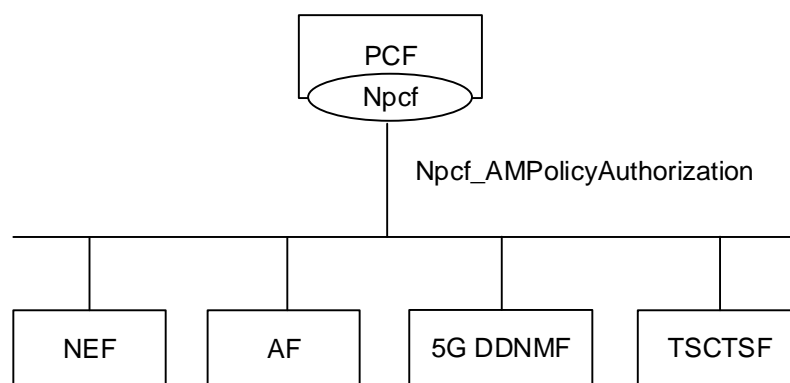 PCF
Npcf
Npcf_AMPolicyAuthorization
NEF
AF
5G DDNMF
TSCTSF